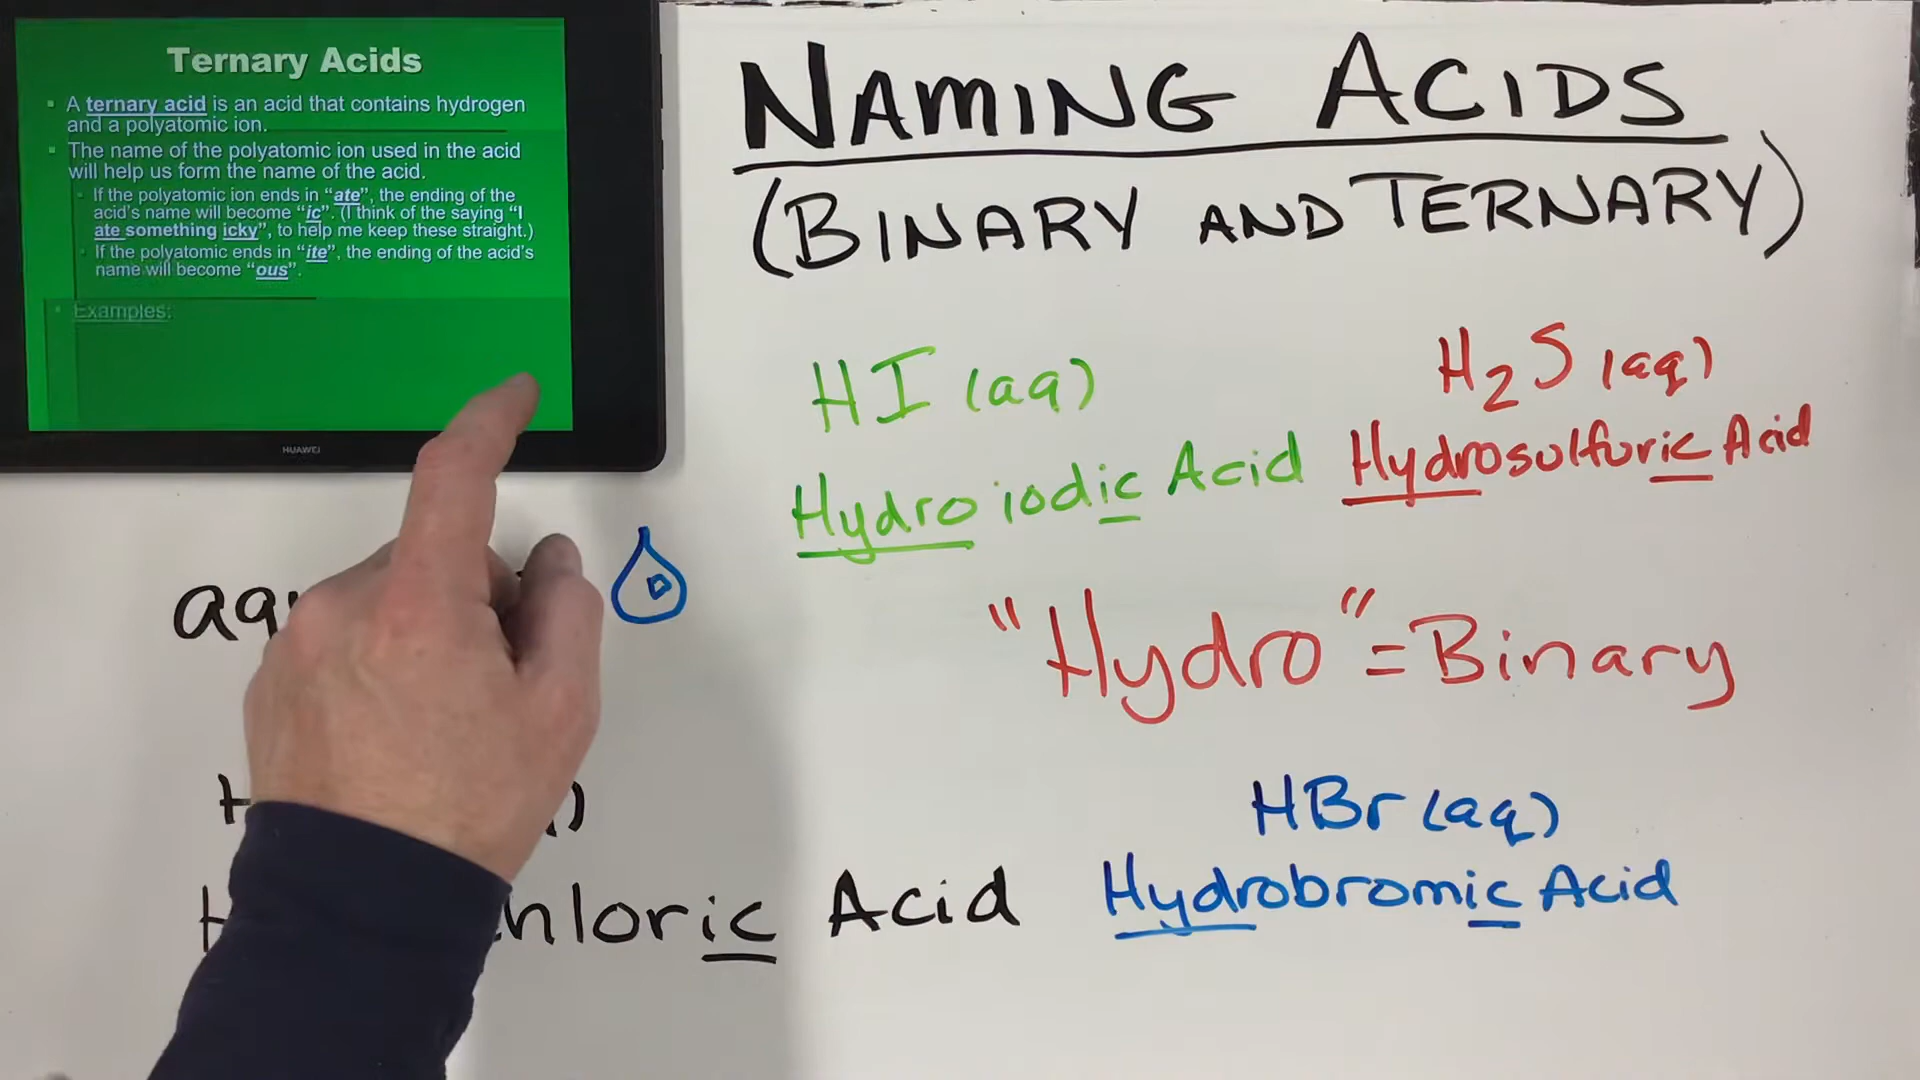 Ternary Acids
▪ A ternary acid is an acid that contains hydrogen
and a polyatomic ion.
▪ The name of the polyatomic ion used in the acid
will help us form the name of the acid.
▪ If the polyatomic ion ends in “ate”, the ending of the
acid’s name will become “ic”. (I think of the saying “I
ate something icky”, to help me keep these straight.)
▪ If the polyatomic ends in “ite”, the ending of the acid’s
name will become “ous”.
▪ Examples:
HUAWEI
NAMING ACIDS
(BINARY AND TERNARY)
HI (aq)
Hydroiodic Acid
H₂S (aq)
Hydrosulfuric Acid
"Hydro" = Binary
Acid
HBr (aq)
Hydrobromic Acid